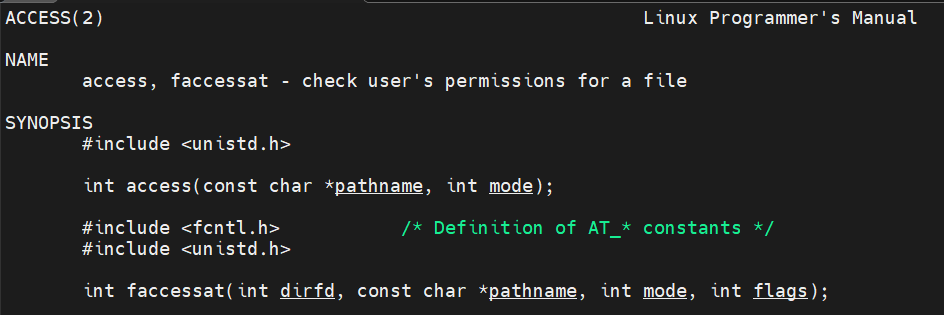 ACCESS(2) Linux Programmer's Manual
NAME
access, faccessat - check user's permissions for a file
SYNOPSIS
#include <unistd.h>
int access(const char *pathname, int mode);
#include <fcntl.h> /* Definition of AT_* constants */
#include <unistd.h>
int faccessat(int dirfd, const char *pathname, int mode, int flags);